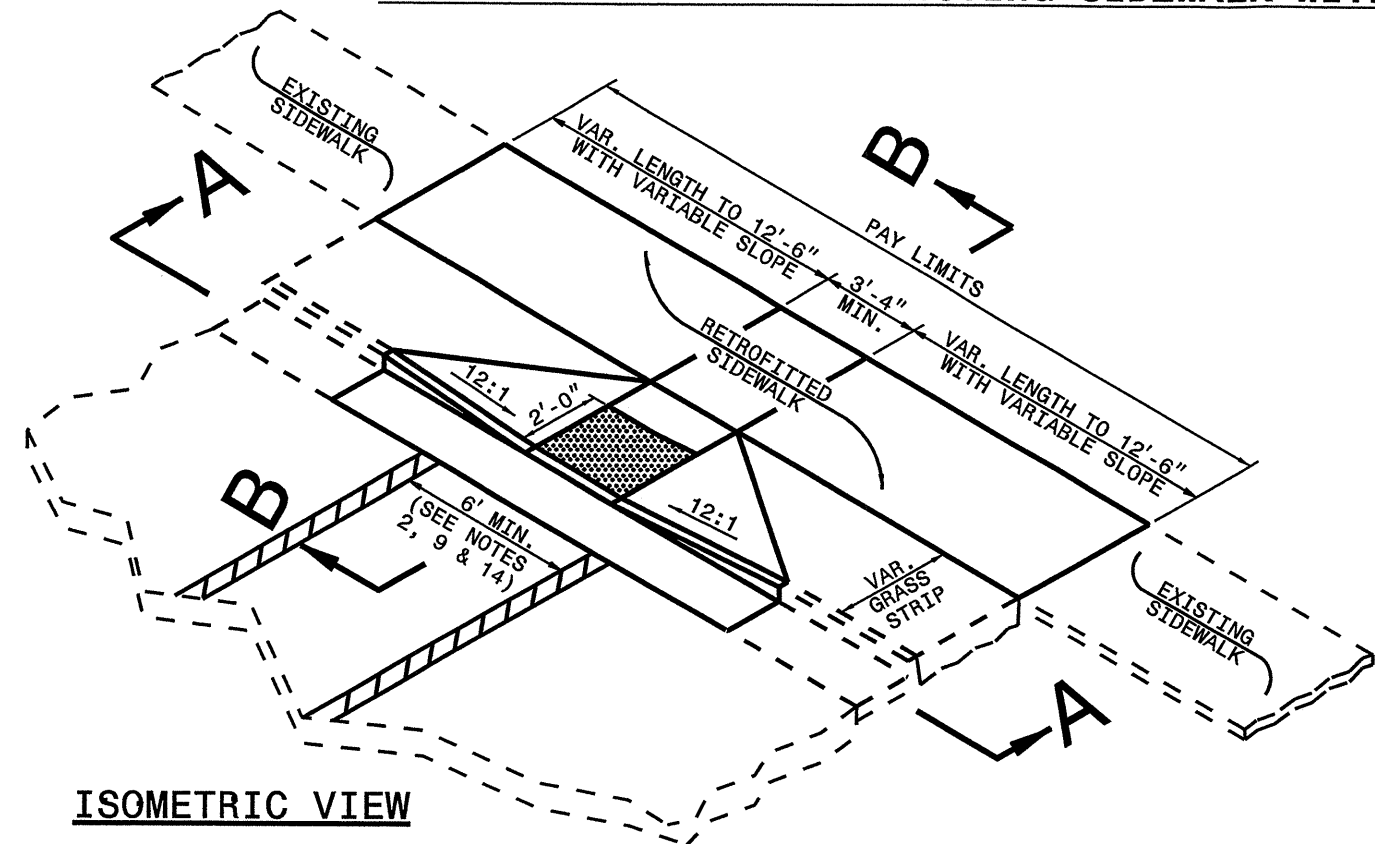 EXISTING
SIDEWALK
A
VAR. LENGTH TO 12'-6"
WITH VARIABLE SLOPE
B
PAY LIMITS
3'-4"
MIN.
RETROFITTED
SIDEWALK
VAR. LENGTH TO 12'-6"
WITH VARIABLE SLOPE
12:1
2'-0"
12:1
B
6' MIN.
(SEE NOTES
2, 9 & 14)
VAR.
GRASS
STRIP
EXISTING
SIDEWALK
A
ISOMETRIC VIEW